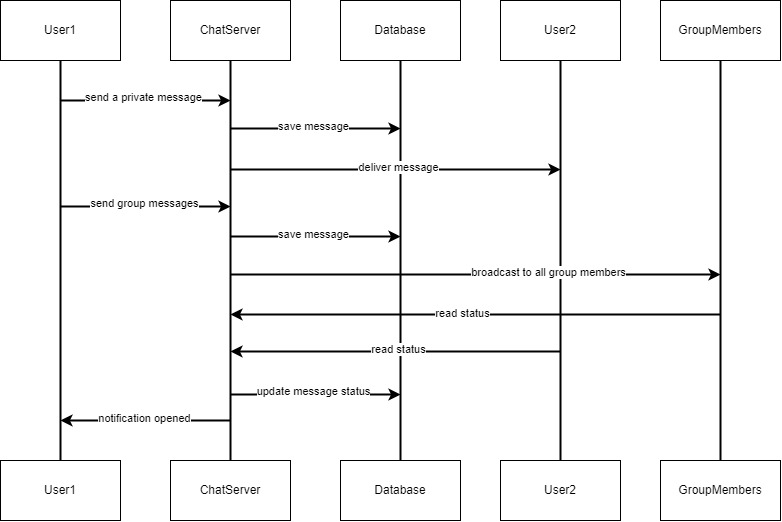 User1
ChatServer
Database
User2
GroupMembers
send a private message
save message
deliver message
send group messages
save message
broadcast to all group members
read status
read status
update message status
notification opened
User1
ChatServer
Database
User2
GroupMembers